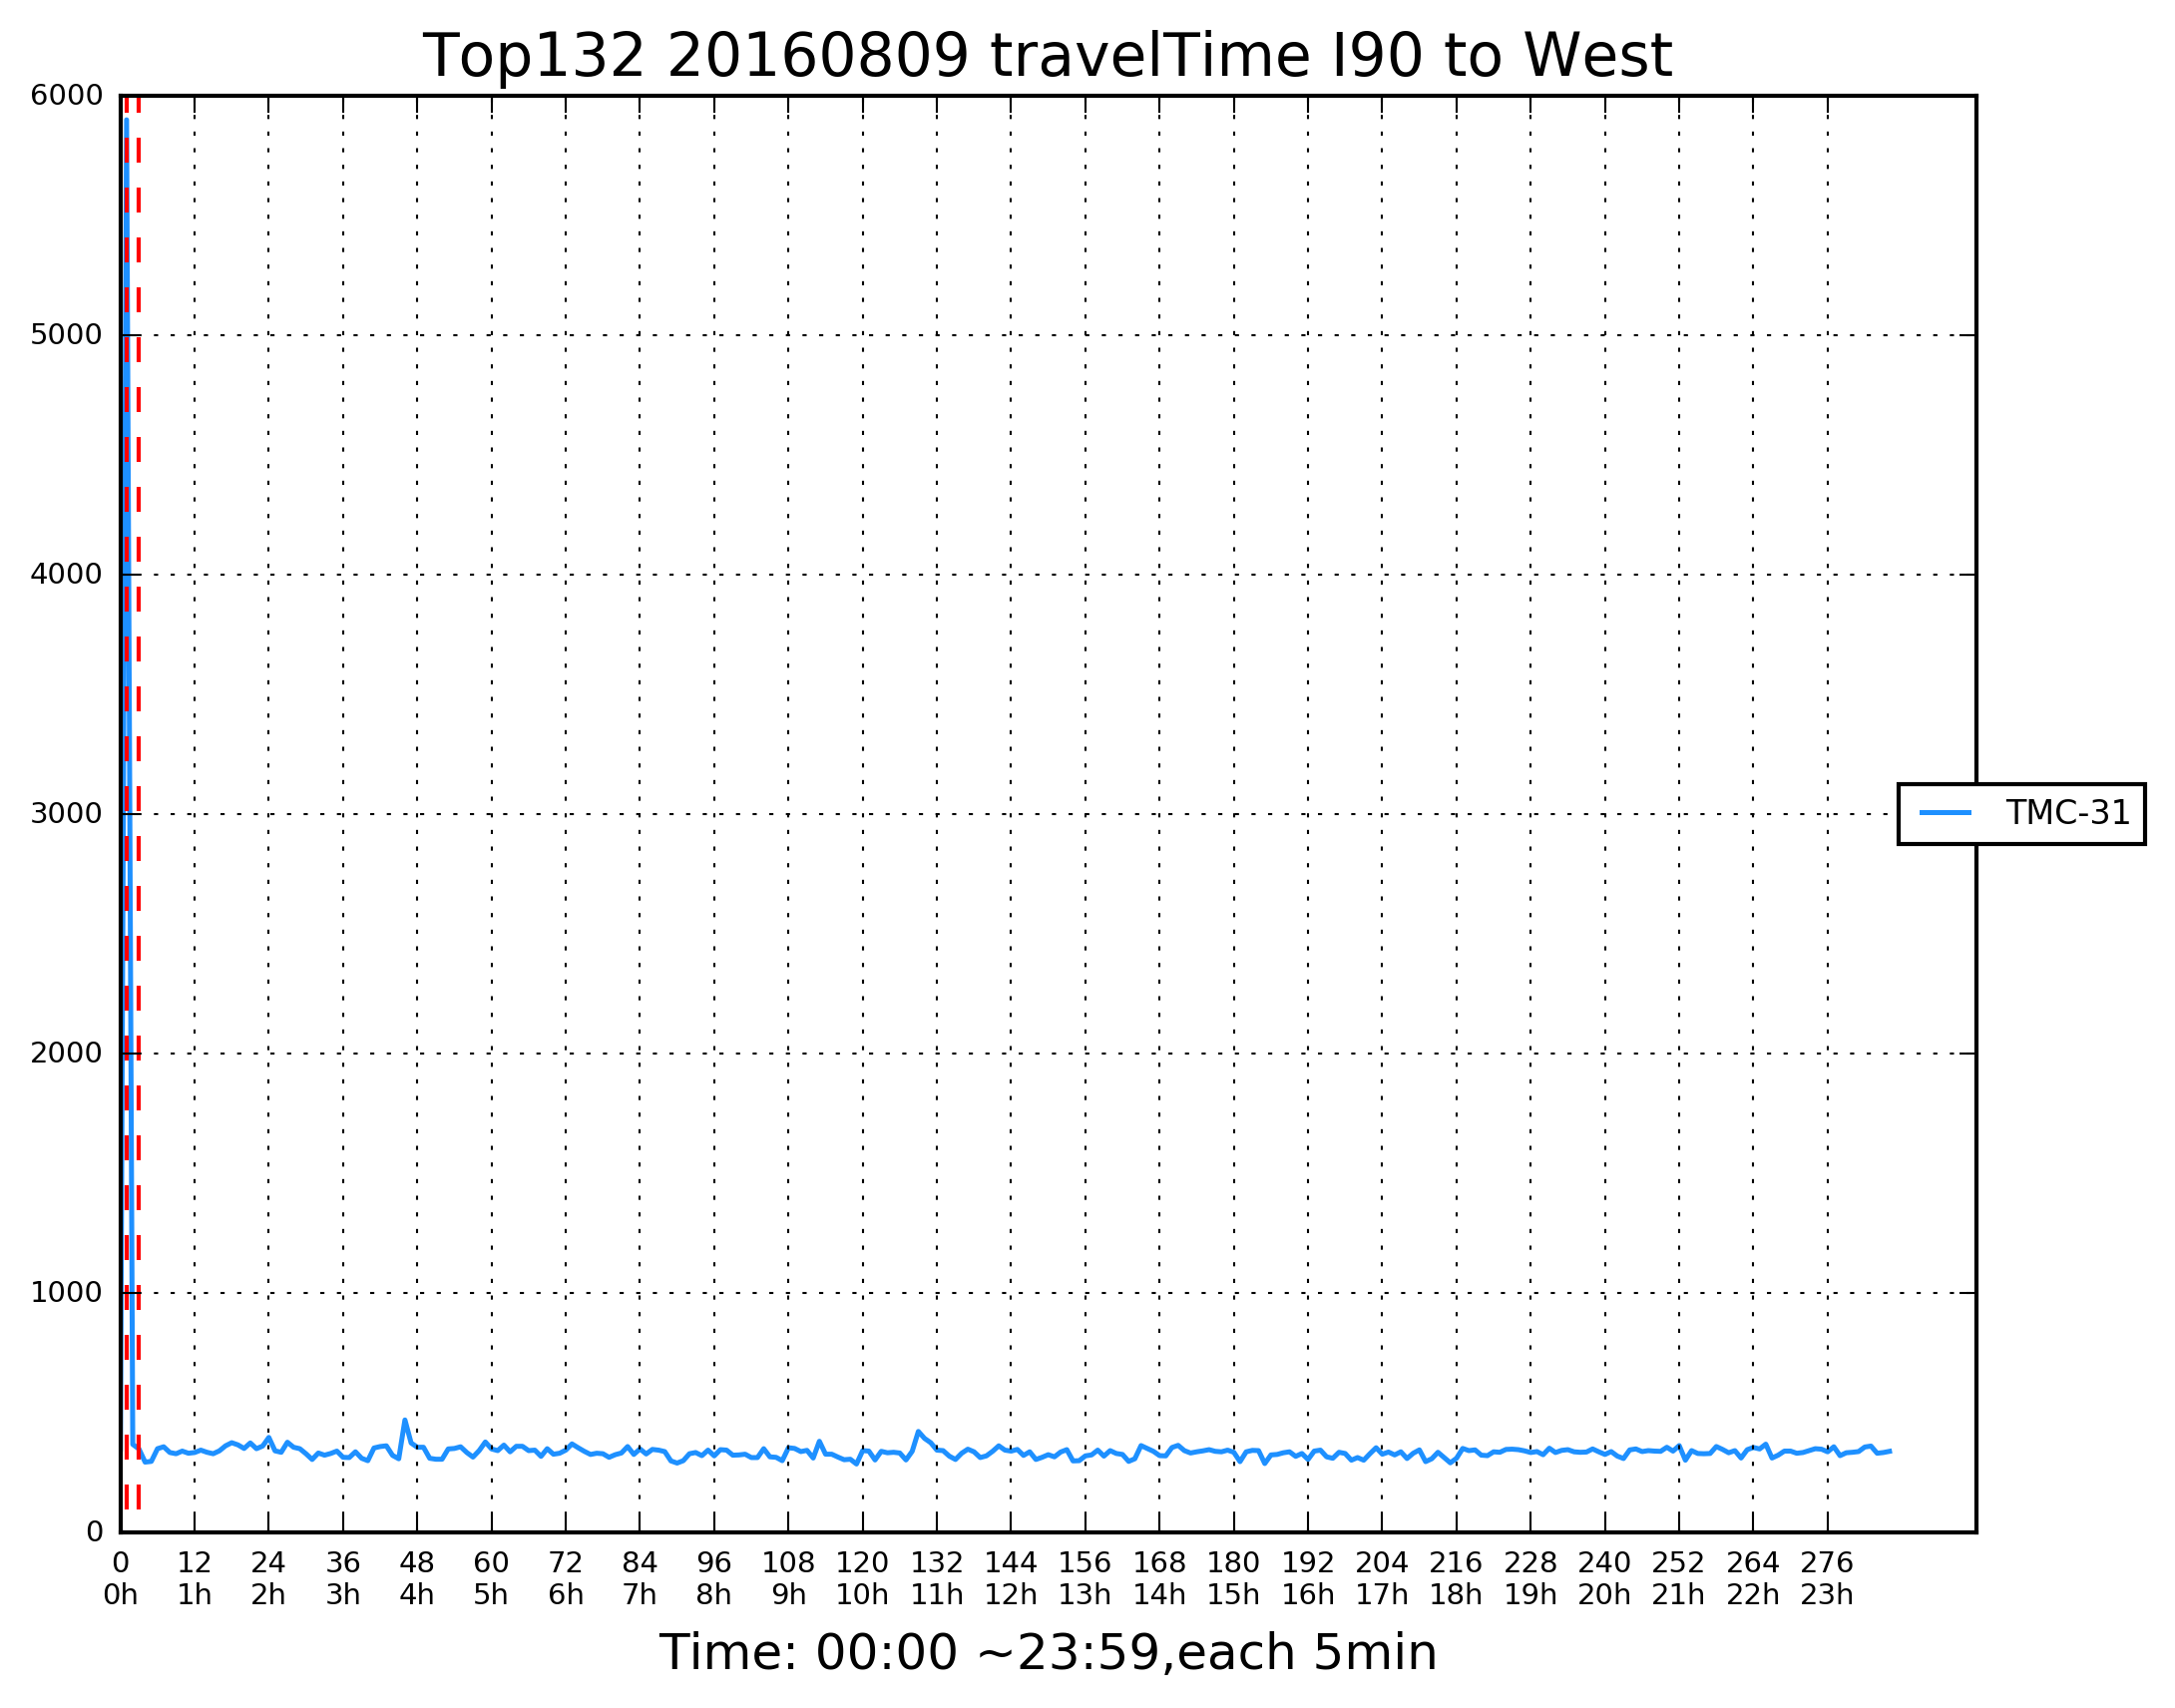 Top132 20160809 travelTime I90 to West
6000
5000
4000
3000
2000
1000
0
TMC-31
0 12 24 36 48 60 72 84 96 108 120 132 144 156 168 180 192 204 216 228 240 252 264 276
0h 1h 2h 3h 4h 5h 6h 7h 8h 9h 10h 11h 12h 13h 14h 15h 16h 17h 18h 19h 20h 21h 22h 23h
Time: 00:00 ~23:59,each 5min